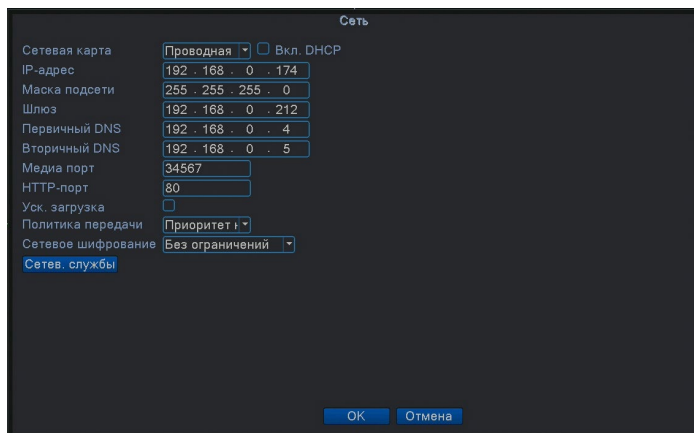 Сеть
Сетевая карта Проводная Вкл. DHCP
IP-адрес 192 . 168 . 0 . 174
Маска подсети 255 . 255 . 255 . 0
Шлюз 192 . 168 . 0 . 212
Первичный DNS 192 . 168 . 0 . 4
Вторичный DNS 192 . 168 . 0 . 5
Медиа порт 34567
HTTP-порт 80
Уск. загрузка
Политика передачи Приоритет
Сетевое шифрование Без ограничений
Сетев. службы
OK Отмена